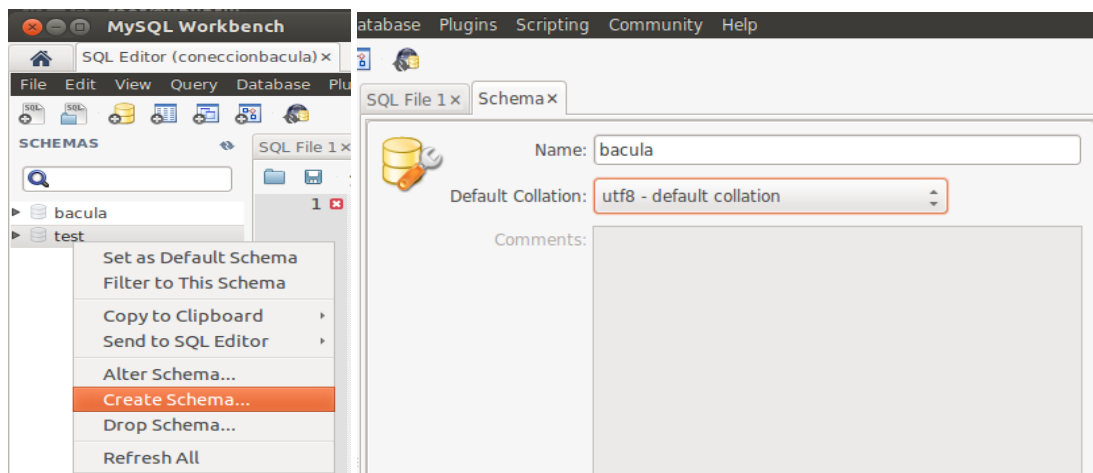 MySQL Workbench
SQL Editor (coneccionbacula) ×
File Edit View Query Database Plu
SQL SQL
SCHEMAS
SQL File 1 ×
1
bacula
test
Set as Default Schema
Filter to This Schema
Copy to Clipboard
Send to SQL Editor
Alter Schema...
Create Schema...
Drop Schema...
Refresh All
atabase Plugins Scripting Community Help
SQL File 1 × Schema ×
Name: bacula
Default Collation: utf8 - default collation
Comments: